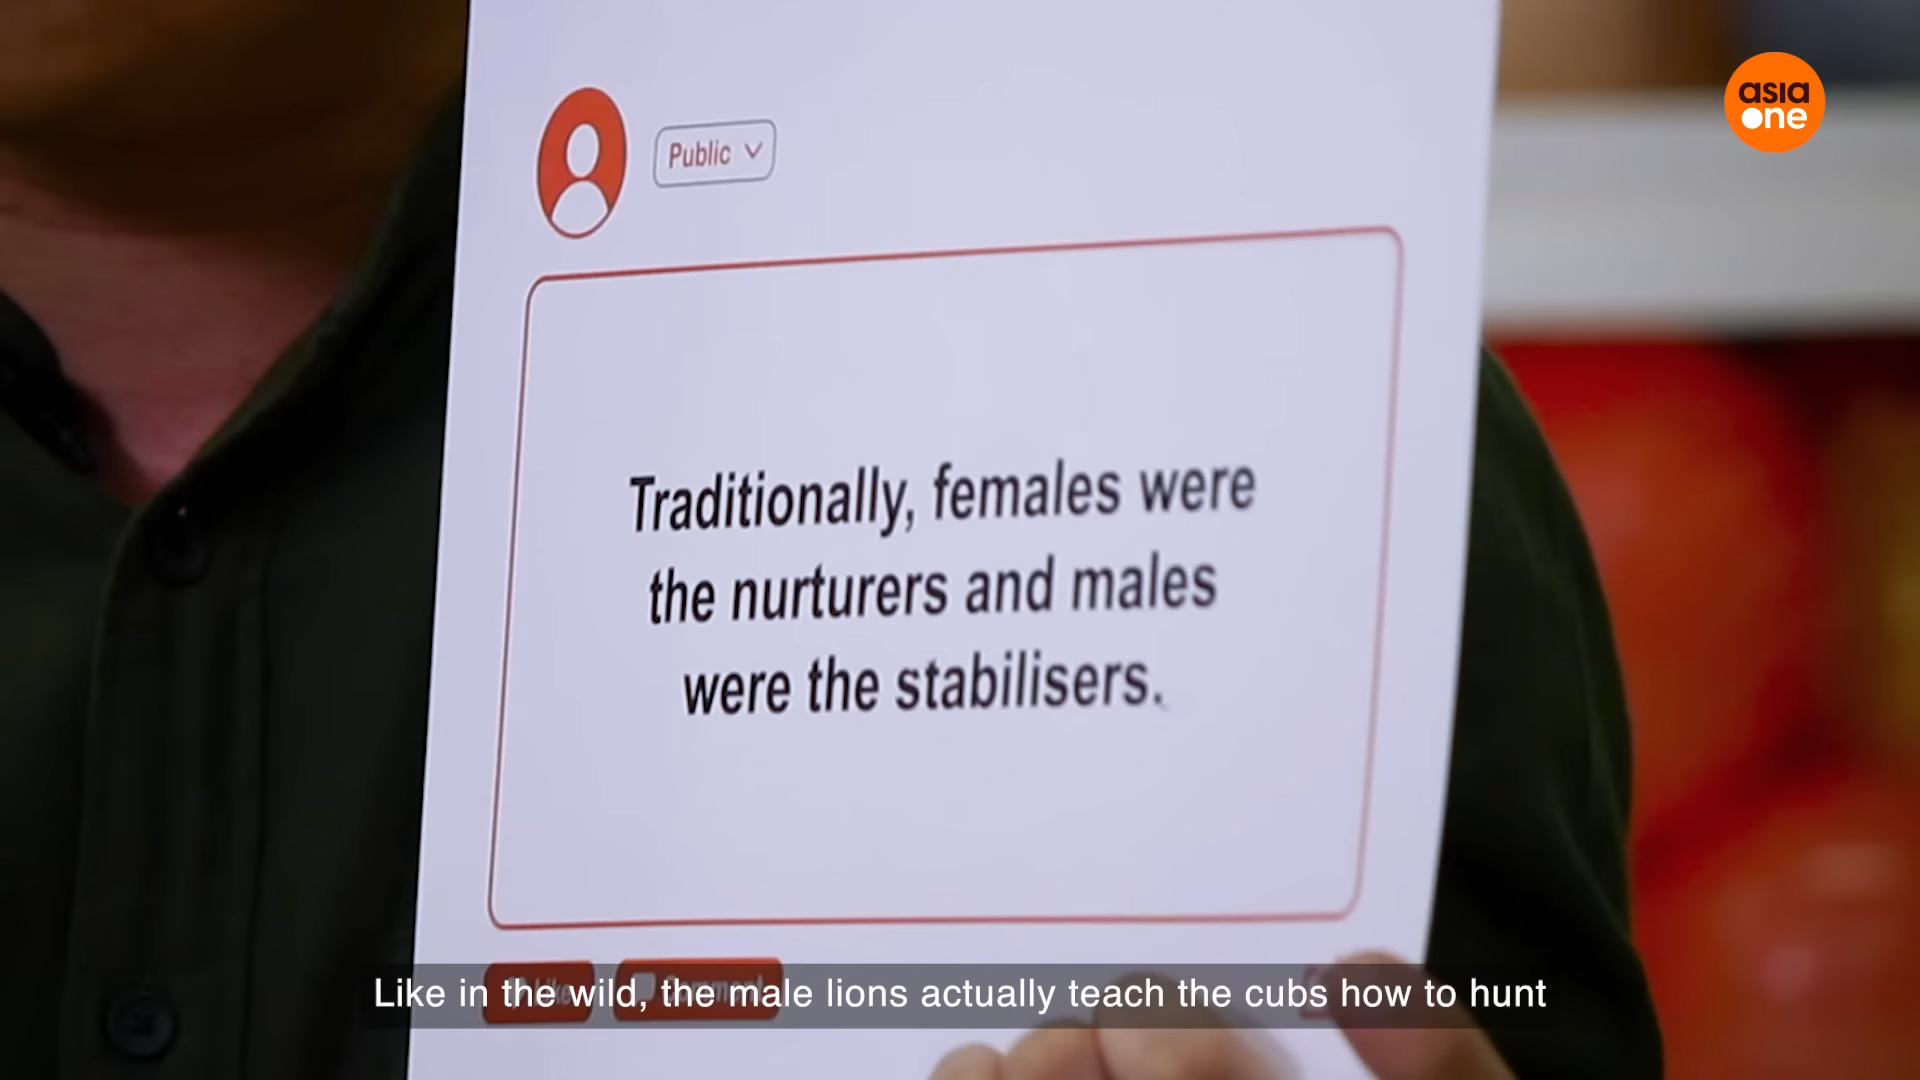 asia
one
Public
Traditionally, females were
the nurturers and males
were the stabilisers.
Like in the wild, the male lions actually teach the cubs how to hunt